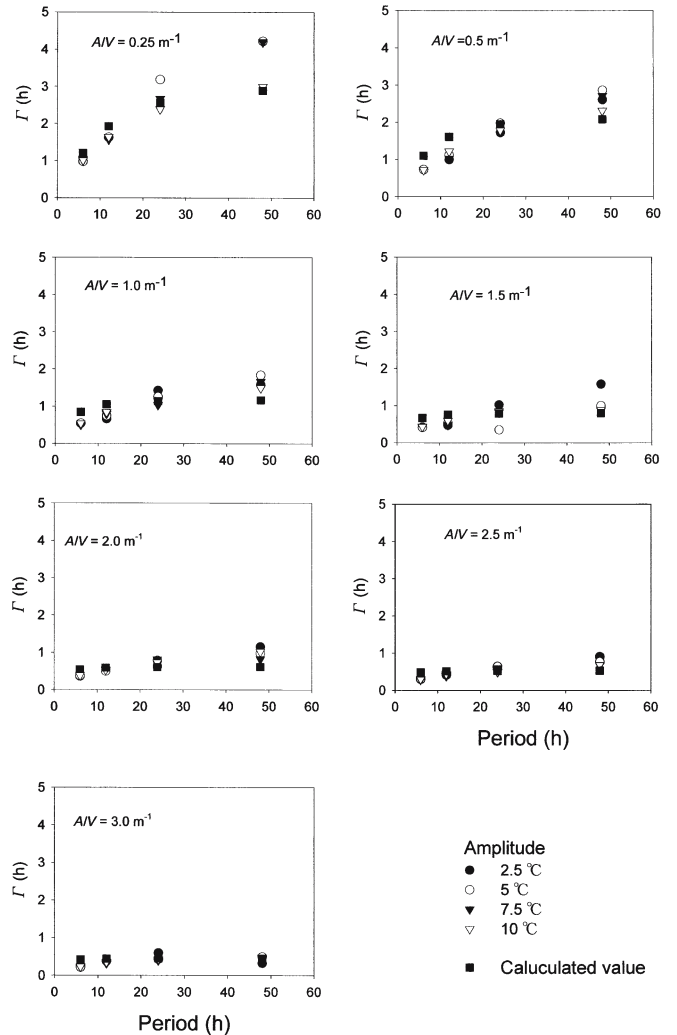 A/V = 0.25 m-1
Γ (h)
5
4
3
2
1
0
0 10 20 30 40 50 60
A/V =0.5 m-1
Γ (h)
5
4
3
2
1
0
0 10 20 30 40 50 60
A/V = 1.0 m-1
Γ (h)
5
4
3
2
1
0
0 10 20 30 40 50 60
A/V = 1.5 m-1
Γ (h)
5
4
3
2
1
0
0 10 20 30 40 50 60
A/V = 2.0 m-1
Γ (h)
5
4
3
2
1
0
0 10 20 30 40 50 60
A/V = 2.5 m-1
Γ (h)
5
4
3
2
1
0
0 10 20 30 40 50 60
Period (h)
A/V = 3.0 m-1
Γ (h)
5
4
3
2
1
0
0 10 20 30 40 50 60
Period (h)
Amplitude
2.5 ℃
5 ℃
7.5 ℃
10 ℃
Caluculated value